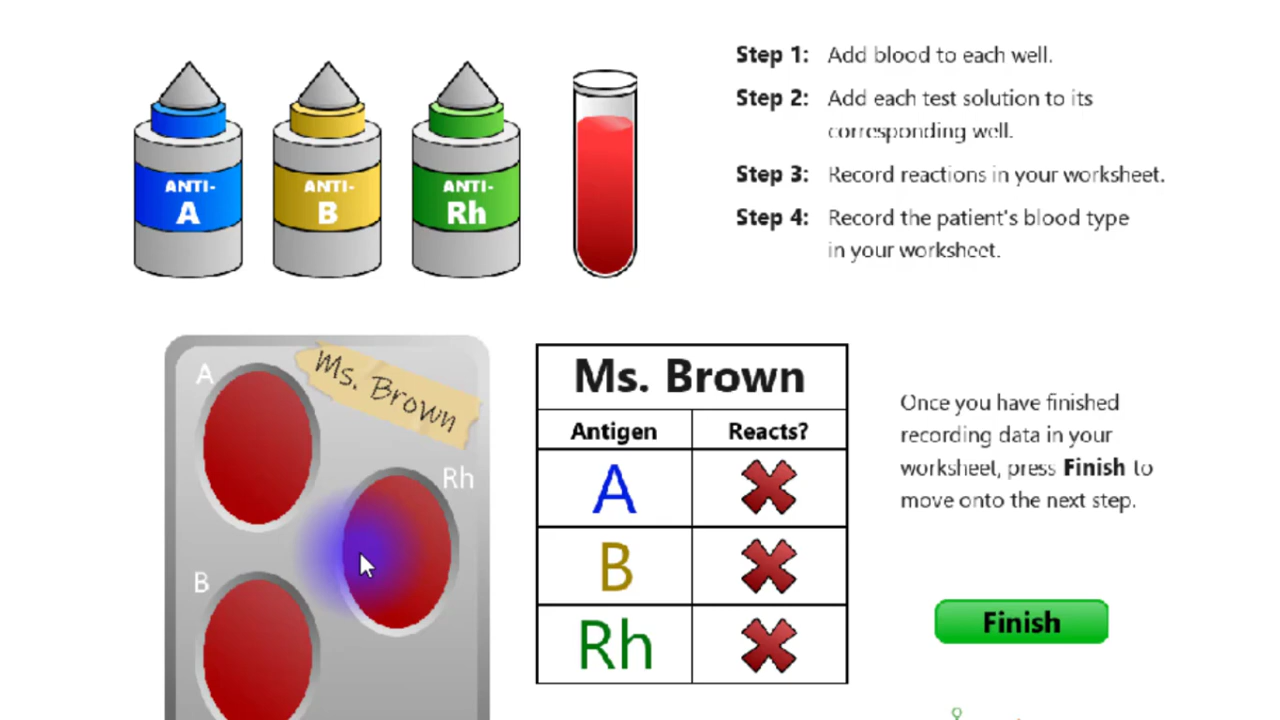 ANTI-
A
ANTI-
B
ANTI-
Rh
Step 1: Add blood to each well.
Step 2: Add each test solution to its
corresponding well.
Step 3: Record reactions in your worksheet.
Step 4: Record the patient's blood type
in your worksheet.
A
Ms. Brown
Rh
B
Ms. Brown
Antigen Reacts?
A
B
Rh
Once you have finished
recording data in your
worksheet, press Finish to
move onto the next step.
Finish